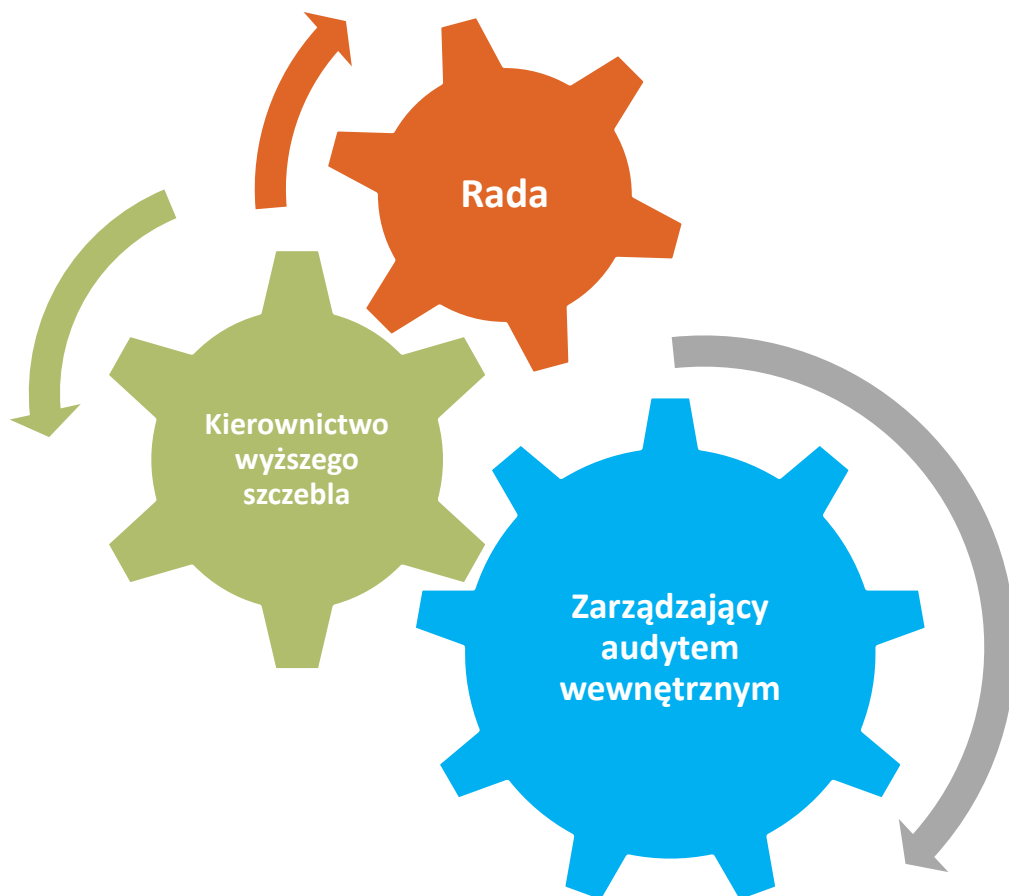 Rada
Kierownictwo
wyższego
szczebla
Zarządzający
audytem
wewnętrznym